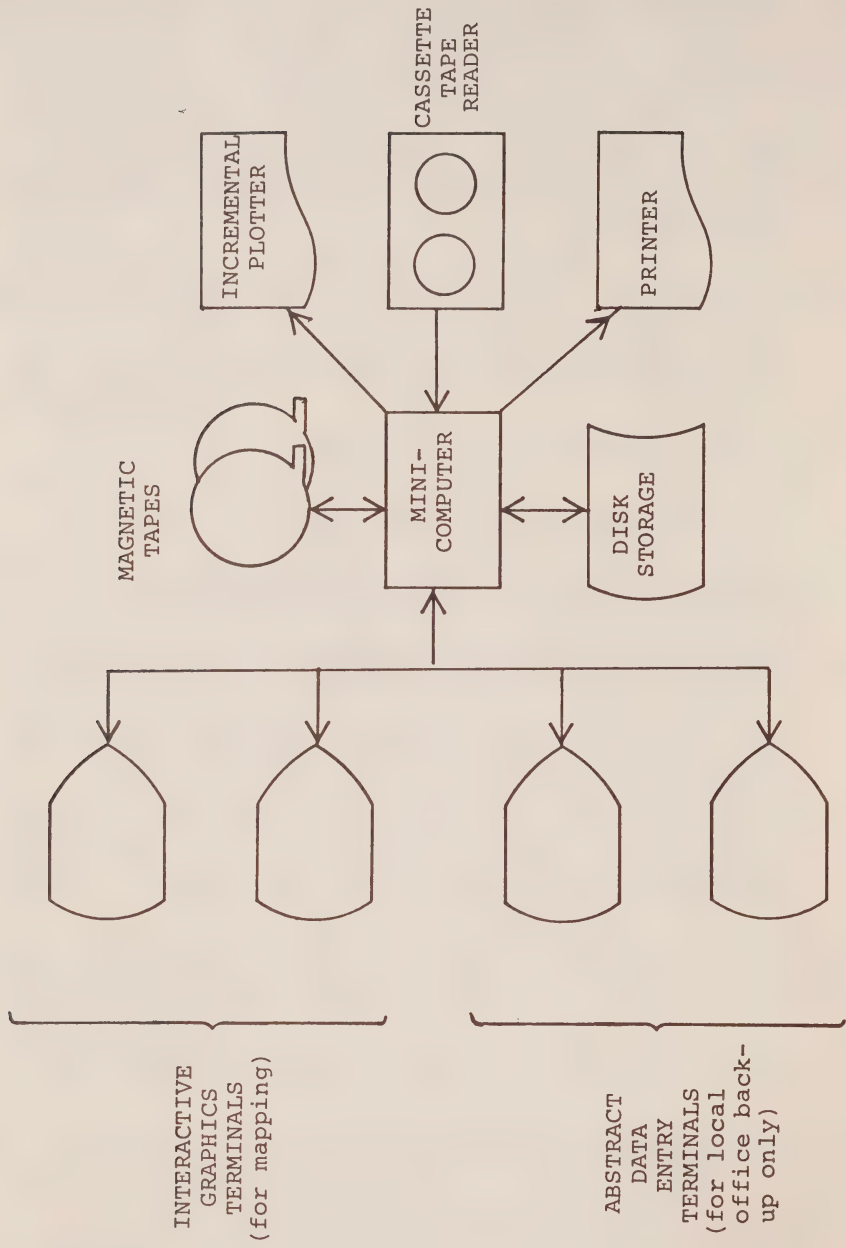 INTERACTIVE
GRAPHICS
TERMINALS
(for mapping)
ABSTRACT
DATA
ENTRY
TERMINALS
(for local
office back-
up only)
MAGNETIC
TAPES
MINI-
COMPUTER
DISK
STORAGE
INCREMENTAL
PLOTTER
CASSETTE
TAPE
READER
PRINTER